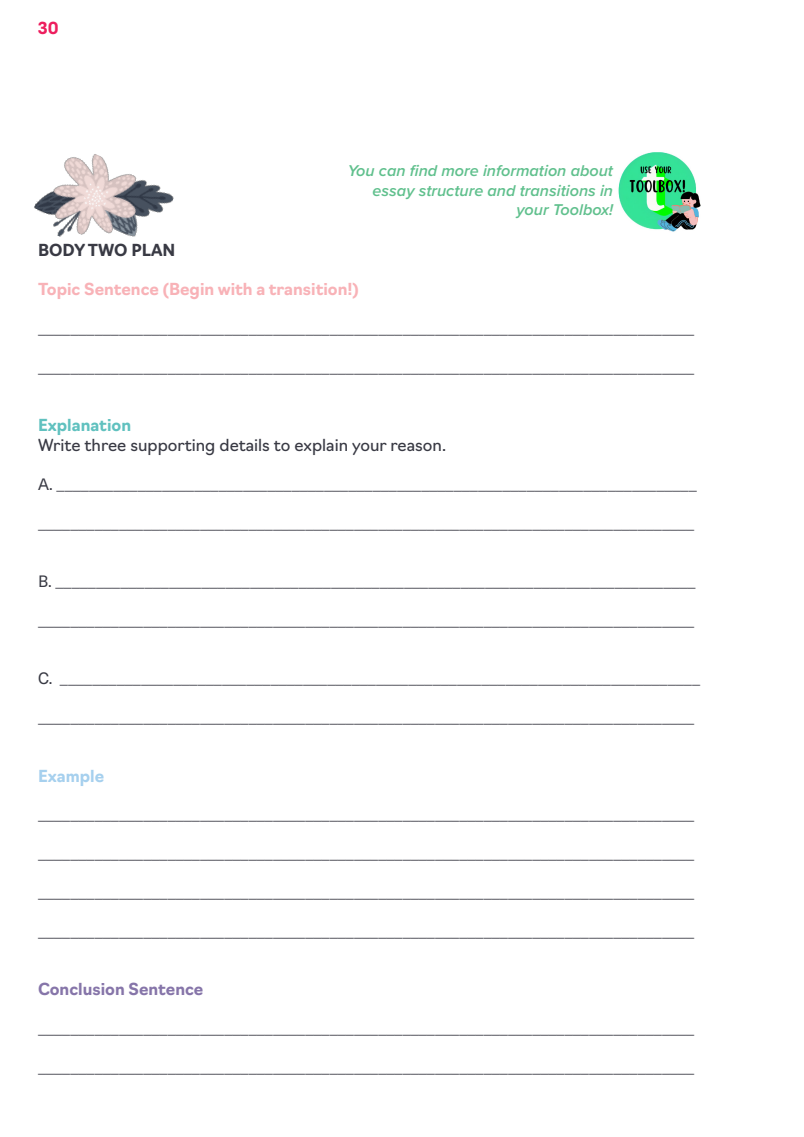 30
You can find more information about
essay structure and transitions in
your Toolbox!
USE YOUR
TOOLBOX!
BODY TWO PLAN
Topic Sentence (Begin with a transition!)
Explanation
Write three supporting details to explain your reason.
A.
B.
C.
Example
Conclusion Sentence